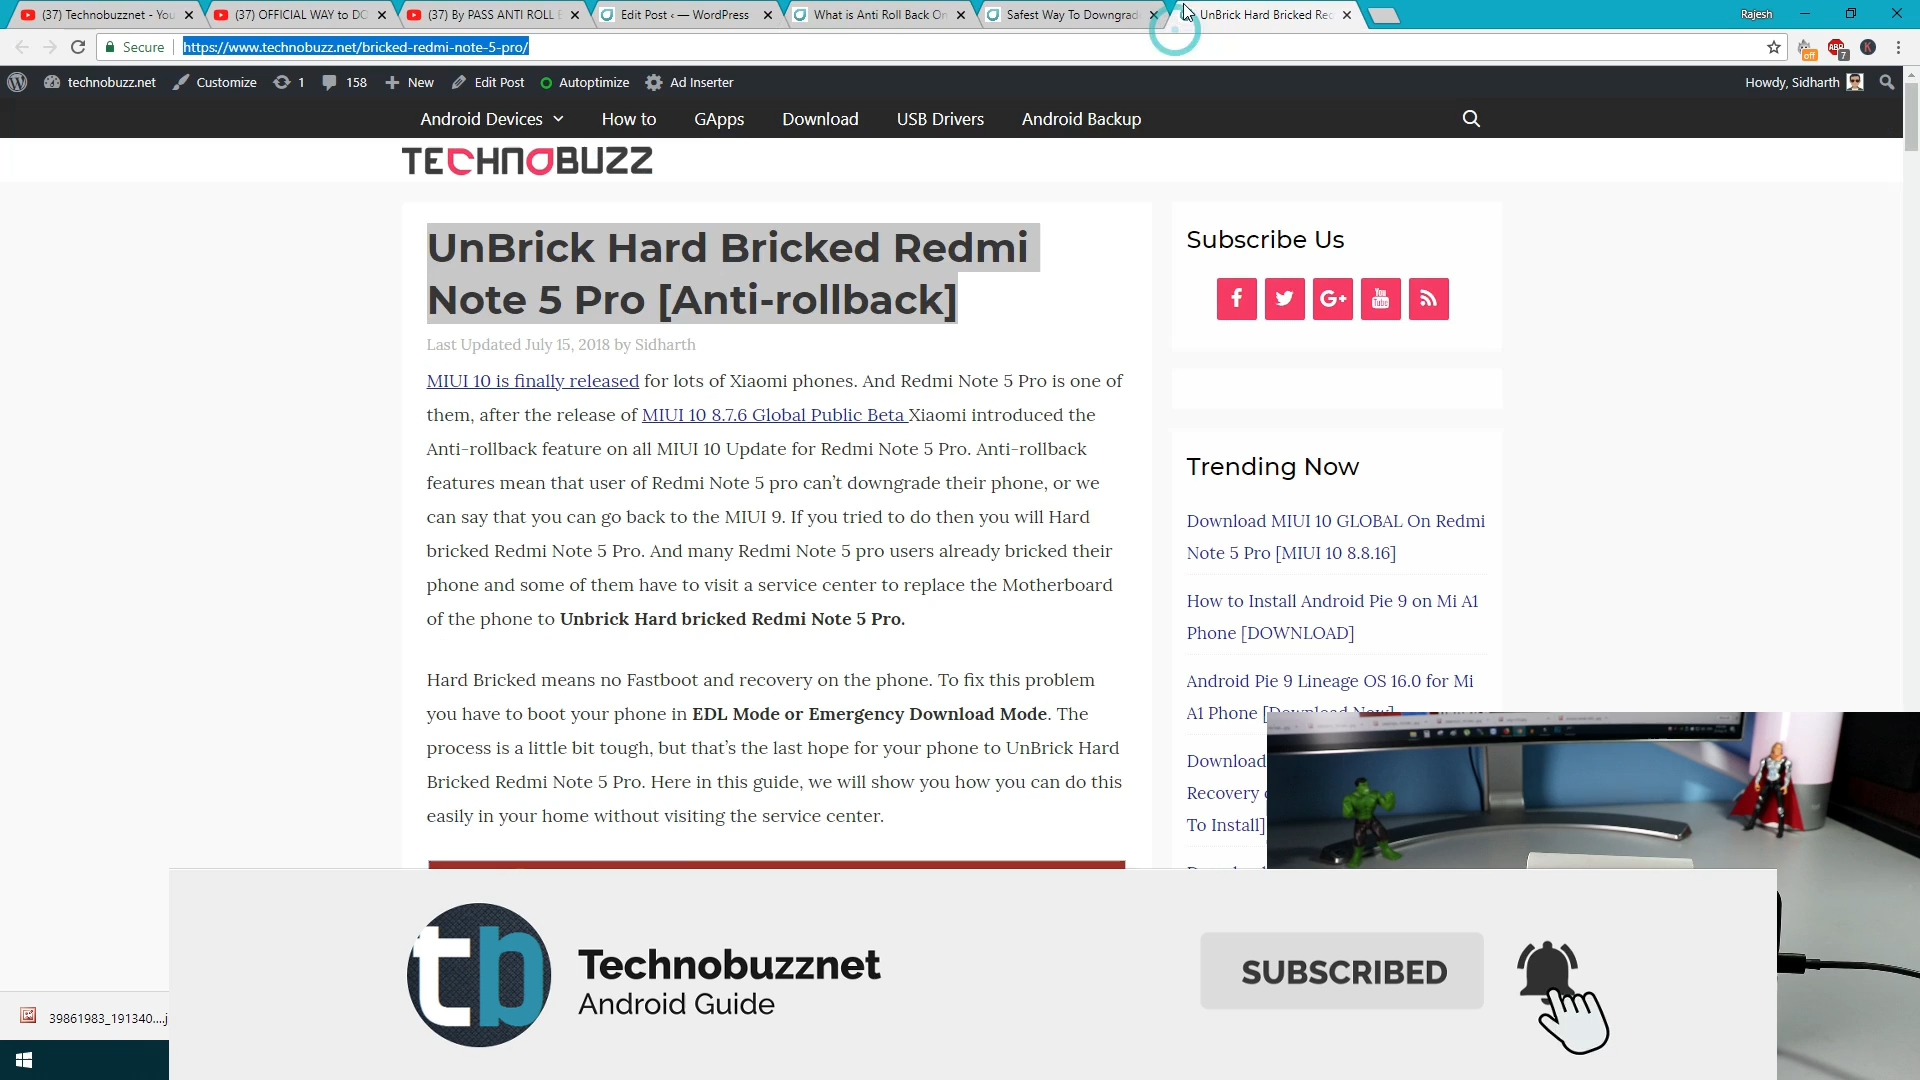 (37) Technobuzznet - You
(37) OFFICIAL WAY to DO
(37) By PASS ANTI ROLL B
Edit Post ‹ — WordPress
What is Anti Roll Back On
Safest Way To Downgrad
UnBrick Hard Bricked Red
Rajesh
Secure
https://www.technobuzz.net/bricked-redmi-note-5-pro/
off
ABP
7
K
technobuzz.net
Customize
1
158
New
Edit Post
Autoptimize
Ad Inserter
Howdy, Sidharth
Android Devices
How to
GApps
Download
USB Drivers
Android Backup
TECHNOBUZZ
UnBrick Hard Bricked Redmi
Note 5 Pro [Anti-rollback]
Last Updated July 15, 2018 by Sidharth
MIUI 10 is finally released for lots of Xiaomi phones. And Redmi Note 5 Pro is one of
them, after the release of MIUI 10 8.7.6 Global Public Beta Xiaomi introduced the
Anti-rollback feature on all MIUI 10 Update for Redmi Note 5 Pro. Anti-rollback
features mean that user of Redmi Note 5 pro can’t downgrade their phone, or we
can say that you can go back to the MIUI 9. If you tried to do then you will Hard
bricked Redmi Note 5 Pro. And many Redmi Note 5 pro users already bricked their
phone and some of them have to visit a service center to replace the Motherboard
of the phone to Unbrick Hard bricked Redmi Note 5 Pro.
Hard Bricked means no Fastboot and recovery on the phone. To fix this problem
you have to boot your phone in EDL Mode or Emergency Download Mode. The
process is a little bit tough, but that’s the last hope for your phone to UnBrick Hard
Bricked Redmi Note 5 Pro. Here in this guide, we will show you how you can do this
easily in your home without visiting the service center.
Subscribe Us
f
G+
You Tube
Trending Now
Download MIUI 10 GLOBAL On Redmi
Note 5 Pro [MIUI 10 8.8.16]
How to Install Android Pie 9 on Mi A1
Phone [DOWNLOAD]
Android Pie 9 Lineage OS 16.0 for Mi
A1 Phone [Download Now]
Download
Recovery
To Install]
39861983_191340....j
tb
Technobuzznet
Android Guide
SUBSCRIBED